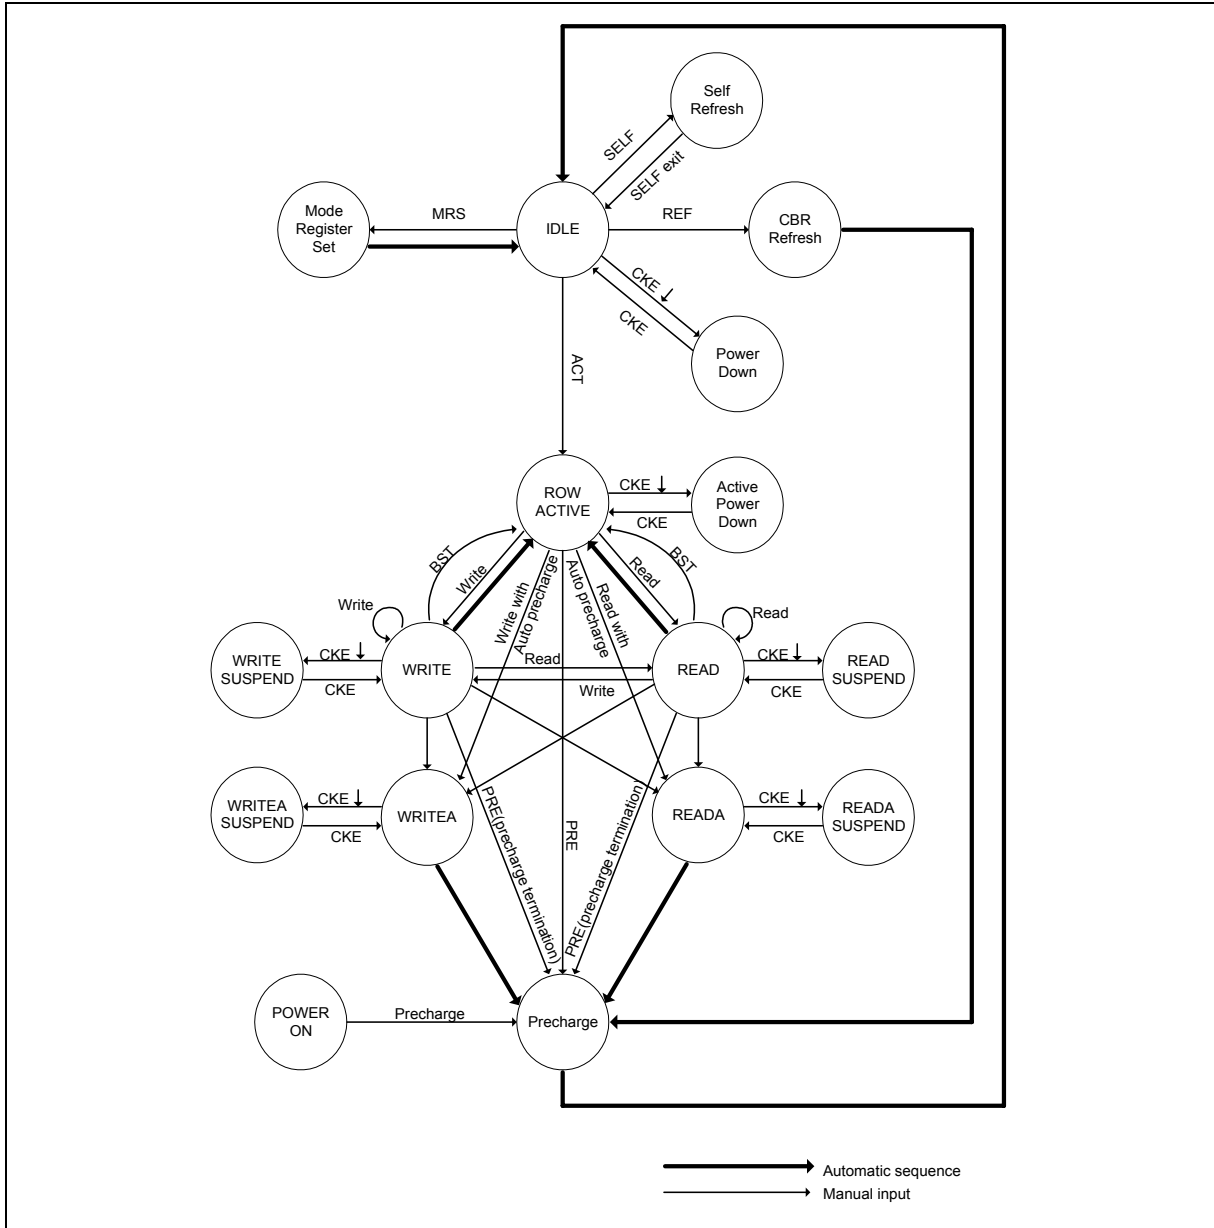 Self
Refresh
SELF
SELF exit
Mode
Register
Set
MRS
IDLE
REF
CBR
Refresh
CKE
CKE
Power
Down
ACT
ROW
ACTIVE
CKE
CKE
Active
Power
Down
BST
Write
Write with
Auto precharge
Auto precharge
Read with
Read
BST
Write
Read
WRITE
SUSPEND
CKE
CKE
WRITE
Read
Write
READ
CKE
CKE
READ
SUSPEND
WRITEA
SUSPEND
CKE
CKE
WRITEA
PRE(precharge termination)
PRE
PRE(precharge termination)
READA
CKE
CKE
READA
SUSPEND
POWER
ON
Precharge
Precharge
Automatic sequence
Manual input